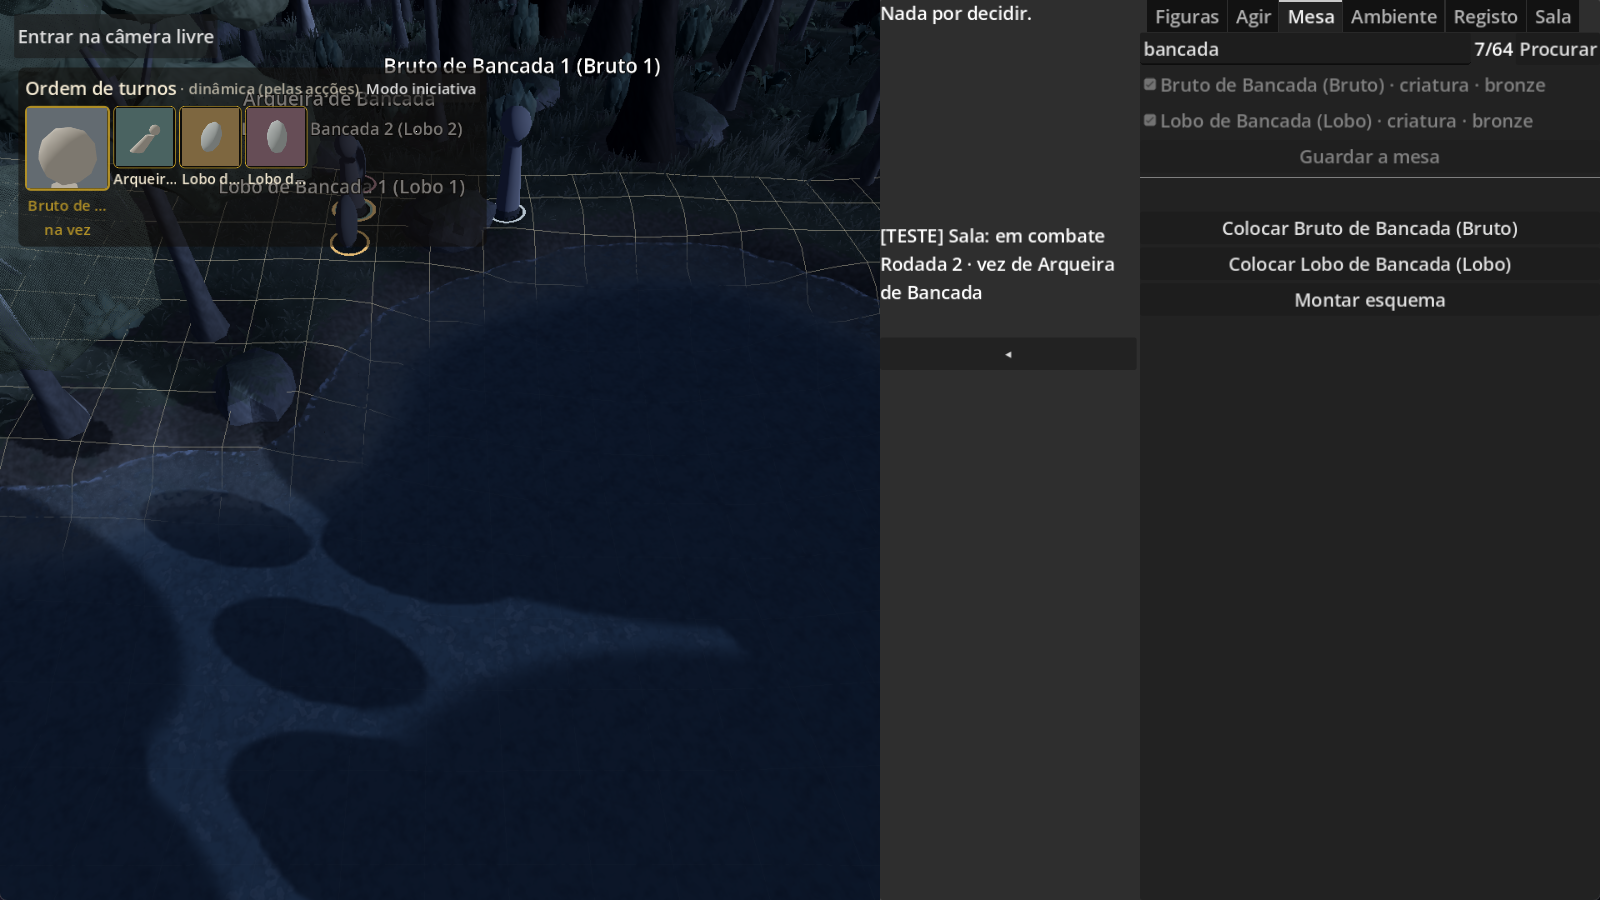 Entrar na câmera livre
Bruto de Bancada 1 (Bruto 1)
Ordem de turnos · dinâmica (pelas acções) Modo iniciativa
Arqueira de Bancada
Bancada 2 (Lobo 2)
Arqueir... Lobo d... Lobo d...
Lobo de Bancada 1 (Lobo 1)
Bruto de ...
na vez
Nada por decidir.
[TESTE] Sala: em combate
Rodada 2 · vez de Arqueira
de Bancada
◂
Figuras Agir Mesa Ambiente Registo Sala
bancada 7/64 Procurar
Bruto de Bancada (Bruto) · criatura · bronze
Lobo de Bancada (Lobo) · criatura · bronze
Guardar a mesa
Colocar Bruto de Bancada (Bruto)
Colocar Lobo de Bancada (Lobo)
Montar esquema